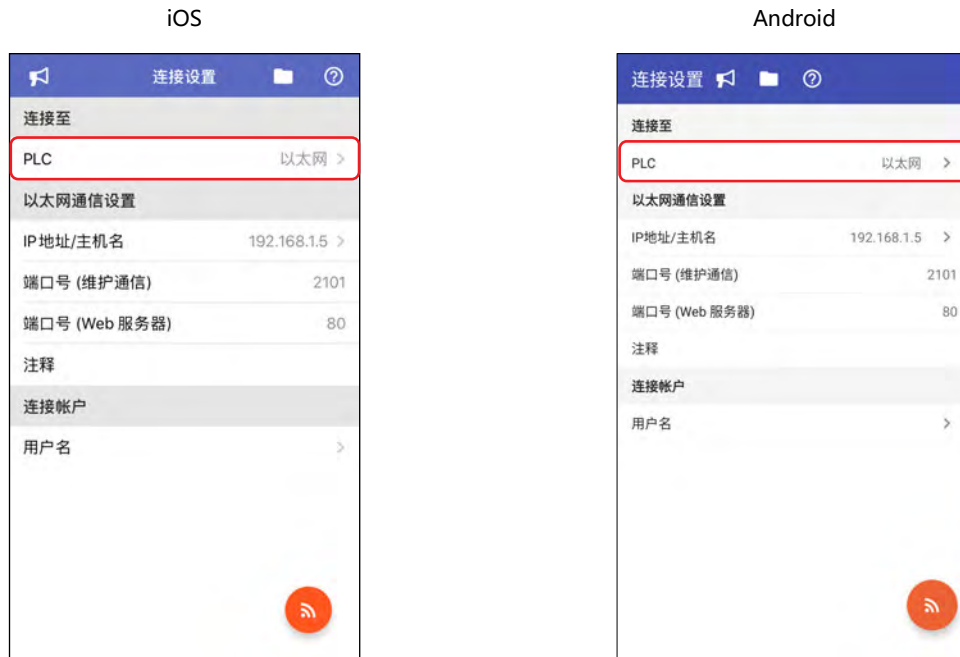 iOS
连接设置
连接至
PLC 以太网
以太网通信设置
IP地址/主机名 192.168.1.5
端口号 (维护通信) 2101
端口号 (Web 服务器) 80
注释
连接帐户
用户名
Android
连接设置
连接至
PLC 以太网
以太网通信设置
IP地址/主机名 192.168.1.5
端口号 (维护通信) 2101
端口号 (Web 服务器) 80
注释
连接帐户
用户名